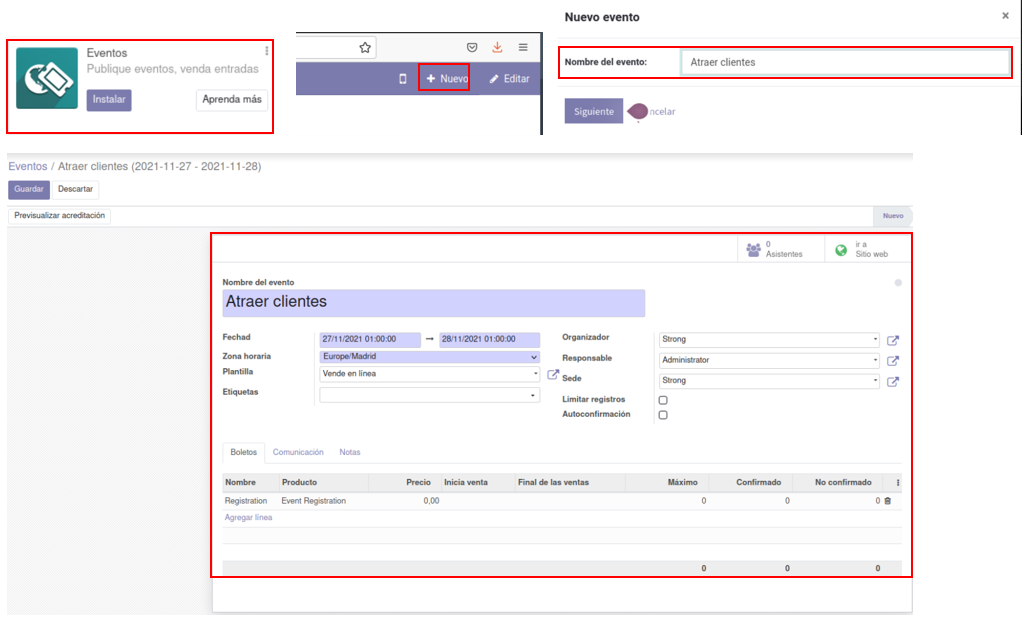 Eventos
Publique eventos, venda entradas
Instalar
Aprenda más
Nuevo
Editar
Nuevo evento
×
Nombre del evento:
Atraer clientes
Siguiente
ncelar
Eventos / Atraer clientes (2021-11-27 - 2021-11-28)
Guardar
Descartar
Previsualizar acreditación
Nuevo
0
Asistentes
ir a
Sitio web
Nombre del evento
Atraer clientes
Fechad
27/11/2021 01:00:00 → 28/11/2021 01:00:00
Zona horaria
Europe/Madrid
Plantilla
Vende en línea
Etiquetas
Organizador
Strong
Responsable
Administrator
Sede
Strong
Limitar registros
Autoconfirmación
Boletos
Comunicación
Notas
Nombre Producto Precio Inicia venta Final de las ventas Máximo Confirmado No confirmado
Registration Event Registration 0,00 0 0 0
Agregar línea
0 0 0